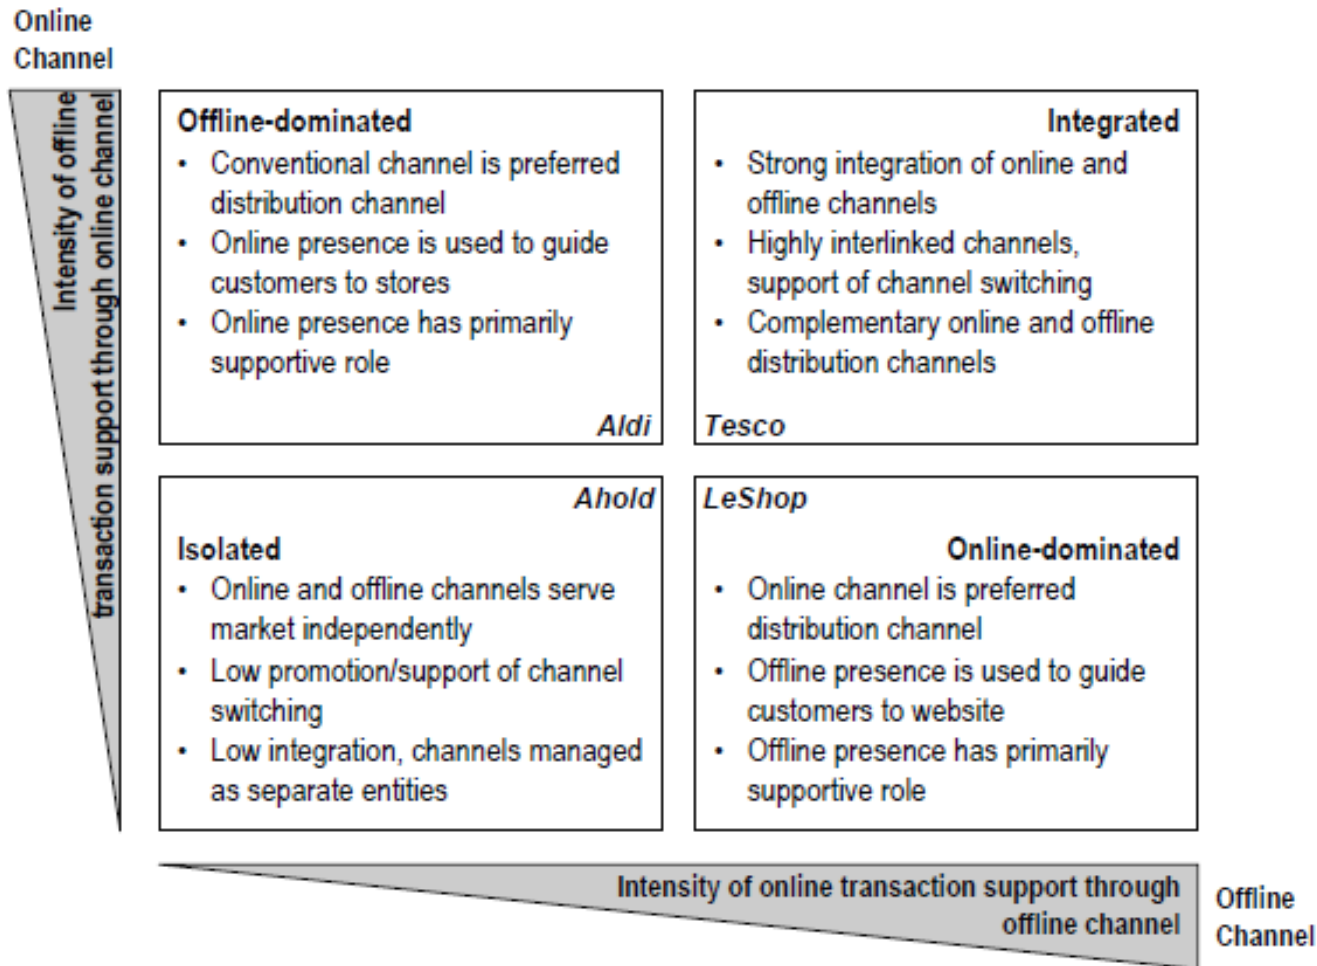 Online
Channel
Intensity of offline
transaction support through online channel
Offline-dominated
• Conventional channel is preferred
distribution channel
• Online presence is used to guide
customers to stores
• Online presence has primarily
supportive role
Aldi
Integrated
• Strong integration of online and
offline channels
• Highly interlinked channels,
support of channel switching
• Complementary online and offline
distribution channels
Tesco
Ahold
Isolated
• Online and offline channels serve
market independently
• Low promotion/support of channel
switching
• Low integration, channels managed
as separate entities
LeShop
Online-dominated
• Online channel is preferred
distribution channel
• Offline presence is used to guide
customers to website
• Offline presence has primarily
supportive role
Intensity of online transaction support through
offline channel
Offline
Channel